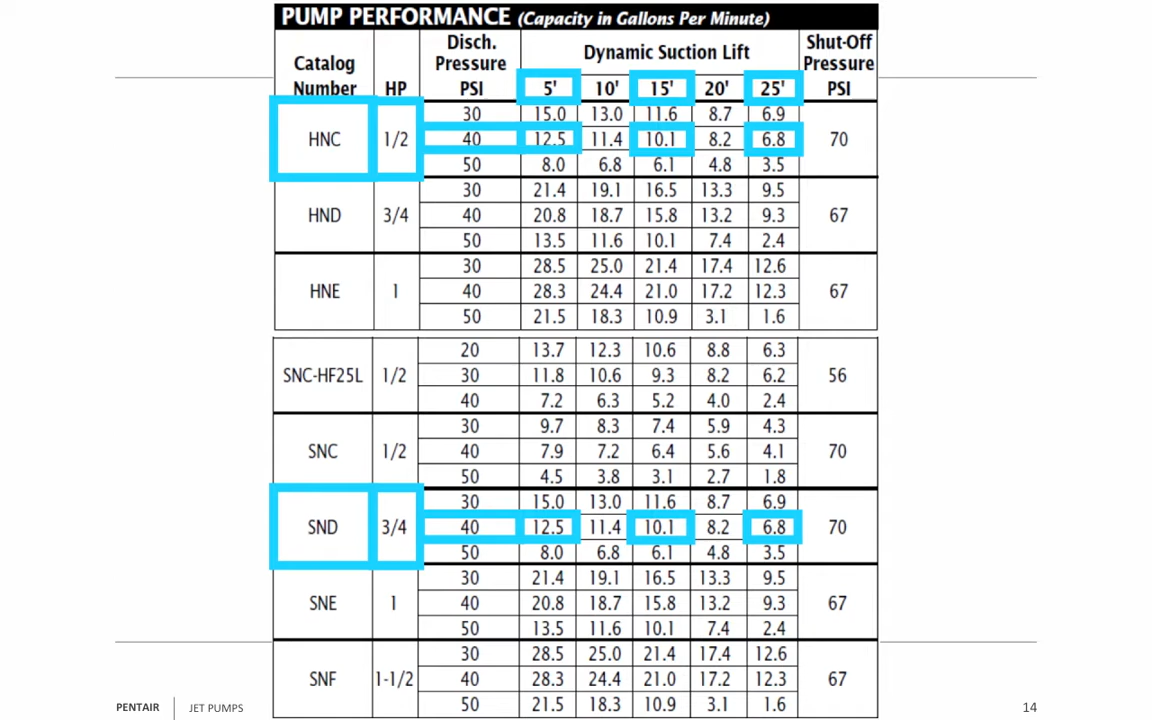 PUMP PERFORMANCE (Capacity in Gallons Per Minute)
Catalog Number HP Disch. Pressure PSI Dynamic Suction Lift Shut-Off Pressure PSI
5' 10' 15' 20' 25'
HNC 1/2 70
30 15.0 13.0 11.6 8.7 6.9
40 12.5 11.4 10.1 8.2 6.8
50 8.0 6.8 6.1 4.8 3.5
HND 3/4 67
30 21.4 19.1 16.5 13.3 9.5
40 20.8 18.7 15.8 13.2 9.3
50 13.5 11.6 10.1 7.4 2.4
HNE 1 67
30 28.5 25.0 21.4 17.4 12.6
40 28.3 24.4 21.0 17.2 12.3
50 21.5 18.3 10.9 3.1 1.6
SNC-HF25L 1/2 56
20 13.7 12.3 10.6 8.8 6.3
30 11.8 10.6 9.3 8.2 6.2
40 7.2 6.3 5.2 4.0 2.4
SNC 1/2 70
30 9.7 8.3 7.4 5.9 4.3
40 7.9 7.2 6.4 5.6 4.1
50 4.5 3.8 3.1 2.7 1.8
SND 3/4 70
30 15.0 13.0 11.6 8.7 6.9
40 12.5 11.4 10.1 8.2 6.8
50 8.0 6.8 6.1 4.8 3.5
SNE 1 67
30 21.4 19.1 16.5 13.3 9.5
40 20.8 18.7 15.8 13.2 9.3
50 13.5 11.6 10.1 7.4 2.4
SNF 1-1/2 67
30 28.5 25.0 21.4 17.4 12.6
40 28.3 24.4 21.0 17.2 12.3
50 21.5 18.3 10.9 3.1 1.6
PENTAIR JET PUMPS 14